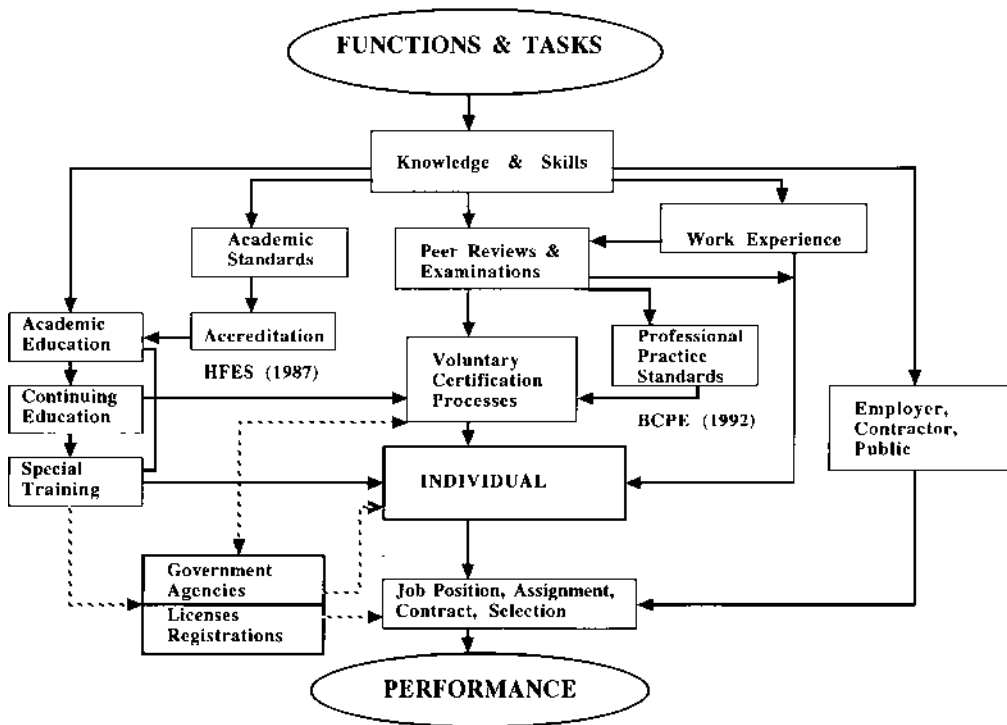 FUNCTIONS & TASKS
Knowledge & Skills
Academic
Standards
Peer Reviews &
Examinations
Work Experience
Academic
Education
Accreditation
HFES (1987)
Voluntary
Certification
Processes
Professional
Practice
Standards
BCPE (1992)
Continuing
Education
Employer,
Contractor,
Public
Special
Training
INDIVIDUAL
Government
Agencies
Licenses
Registrations
Job Position, Assignment,
Contract, Selection
PERFORMANCE